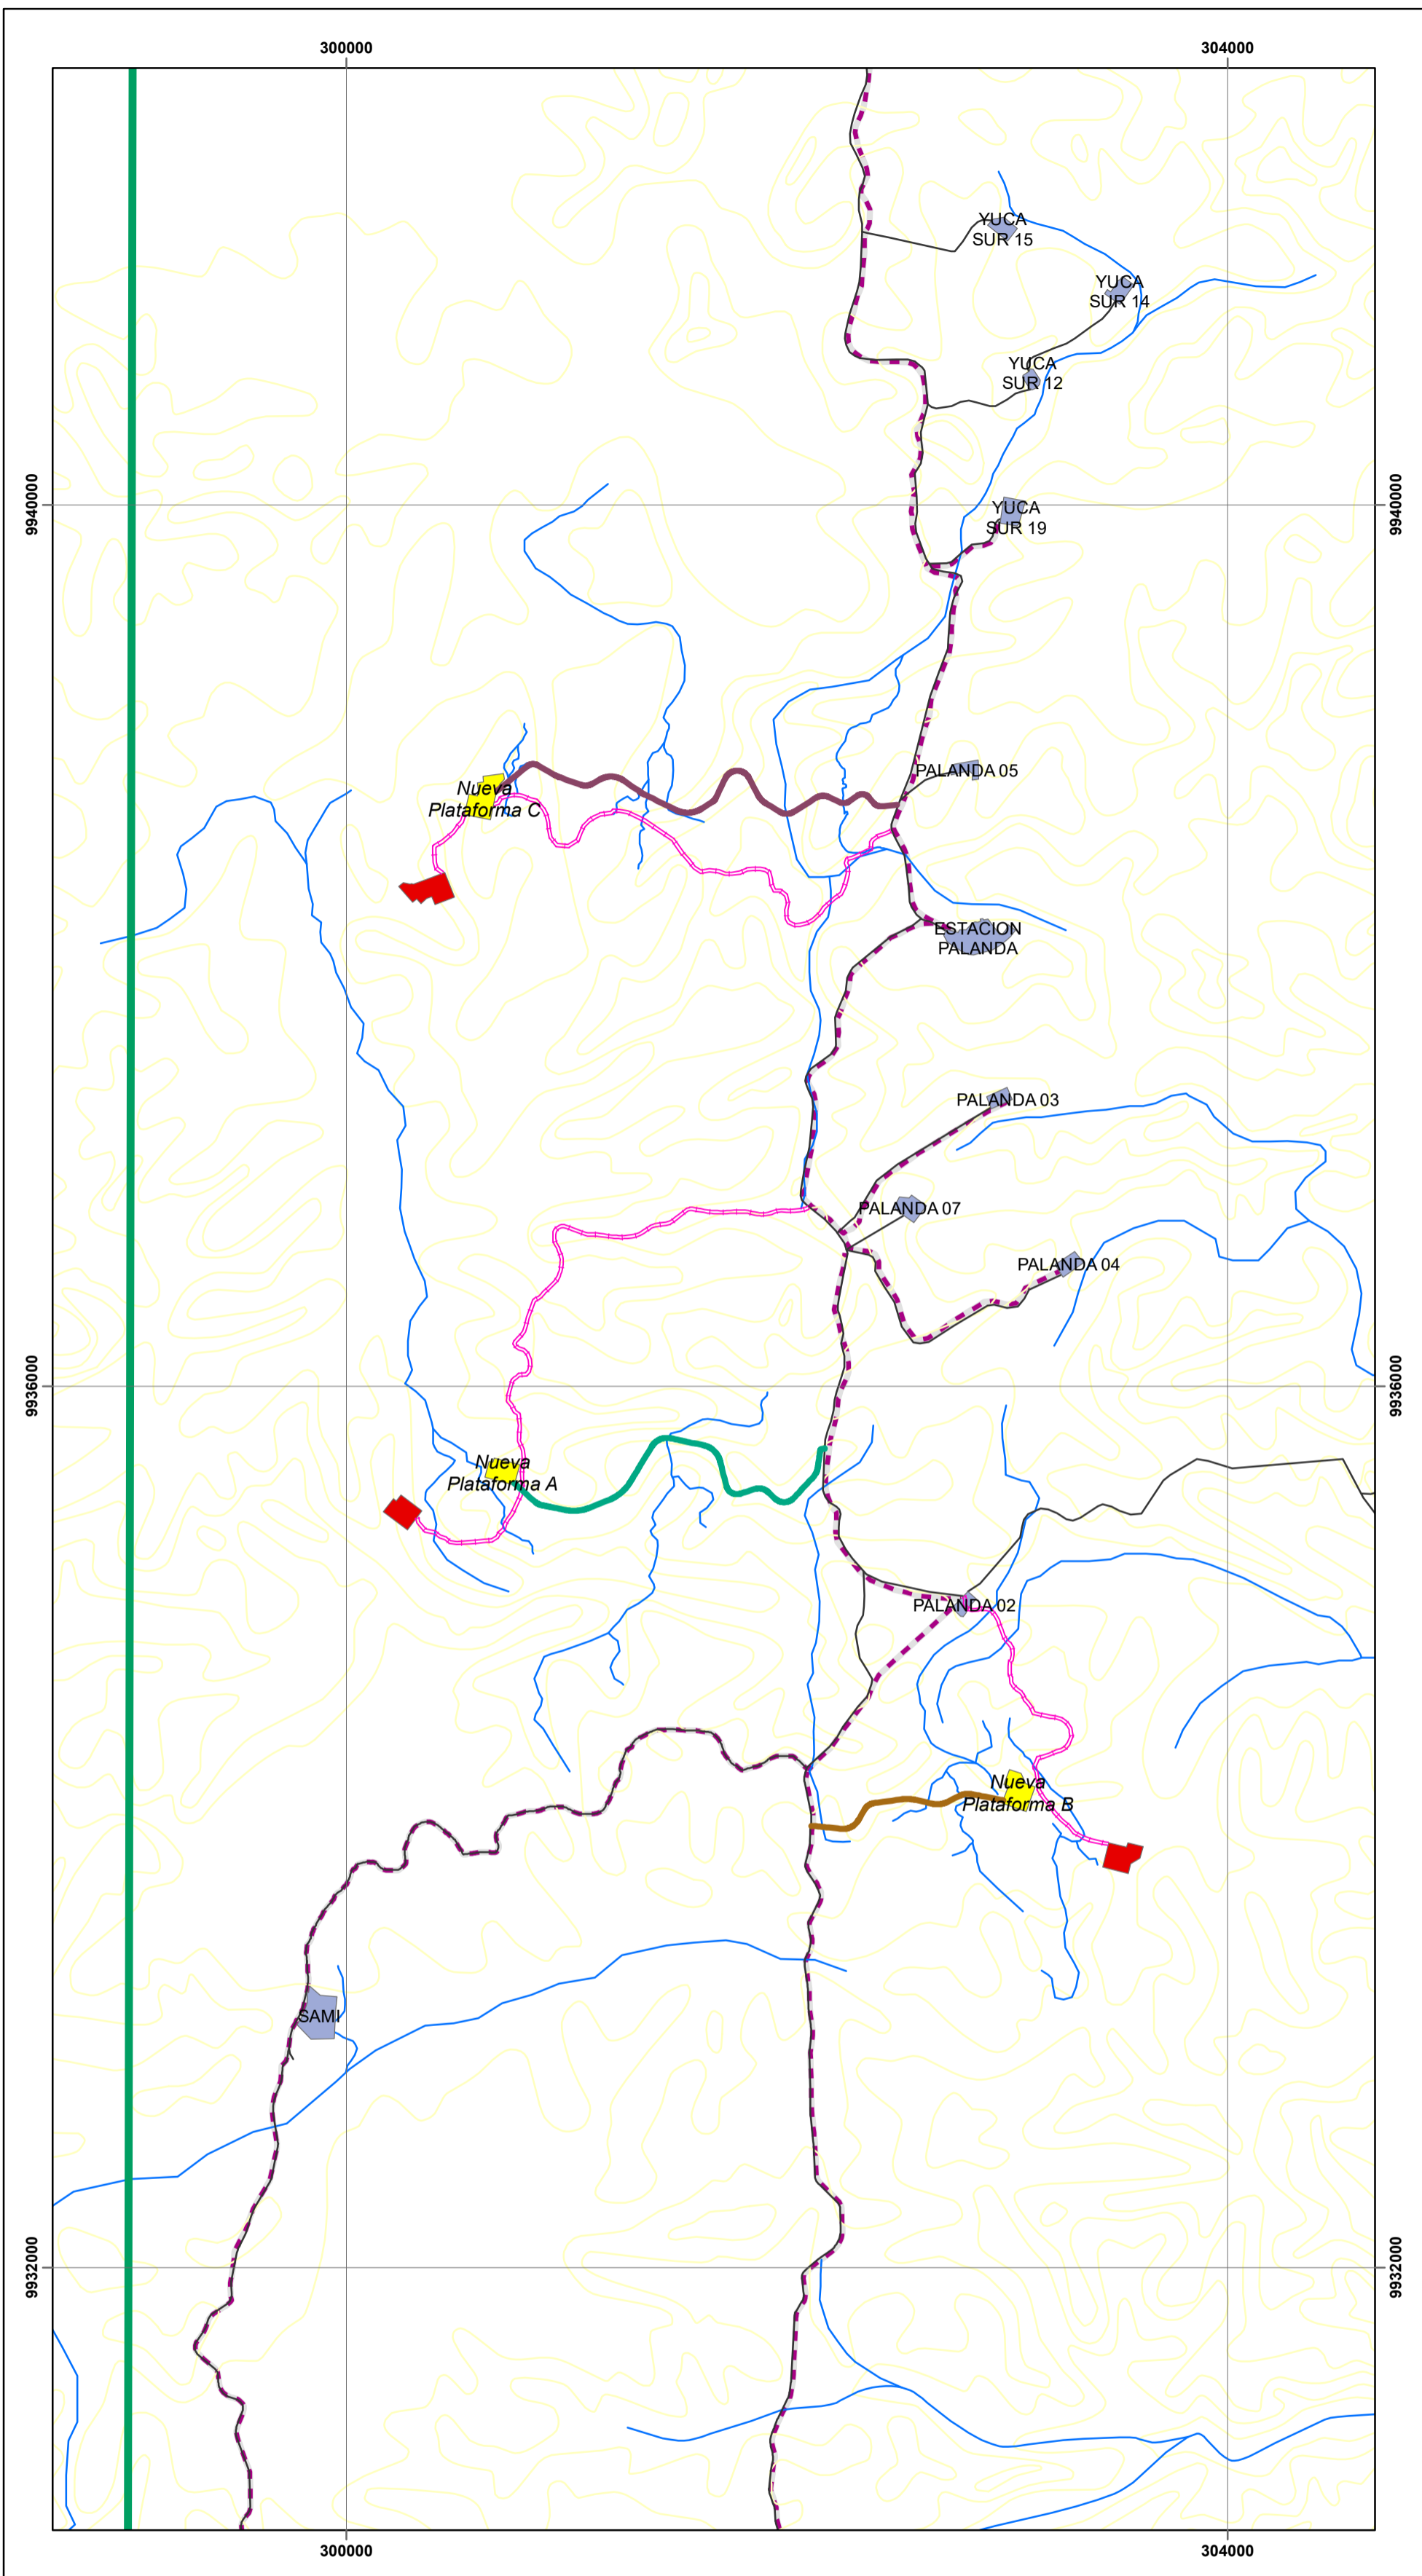 300000
304000
YUCA
SUR 15
YUCA
SUR 14
YUCA
SUR 12
9940000
9940000
YUCA
SUR 19
PALANDA 05
Nueva
Plataforma C
ESTACION
PALANDA
PALANDA 03
PALANDA 07
PALANDA 04
9936000
9936000
Nueva
Plataforma A
PALANDA 02
Nueva
Plataforma B
SAMI
9932000
9932000
300000
304000